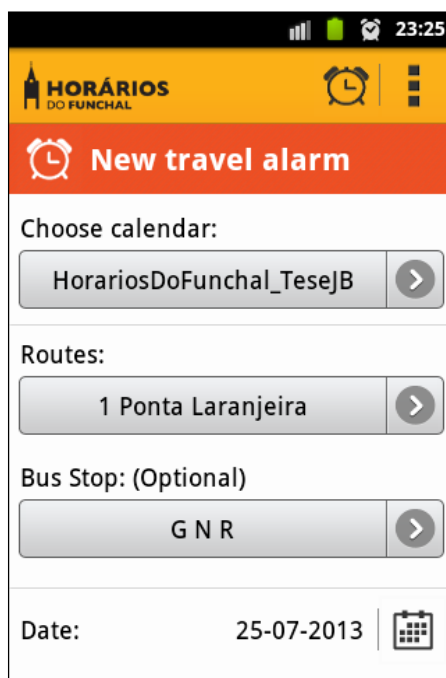 23:25
HORÁRIOS
DO FUNCHAL
New travel alarm
Choose calendar:
HorariosDoFunchal_TeseJB
Routes:
1 Ponta Laranjeira
Bus Stop: (Optional)
G N R
Date: 25-07-2013